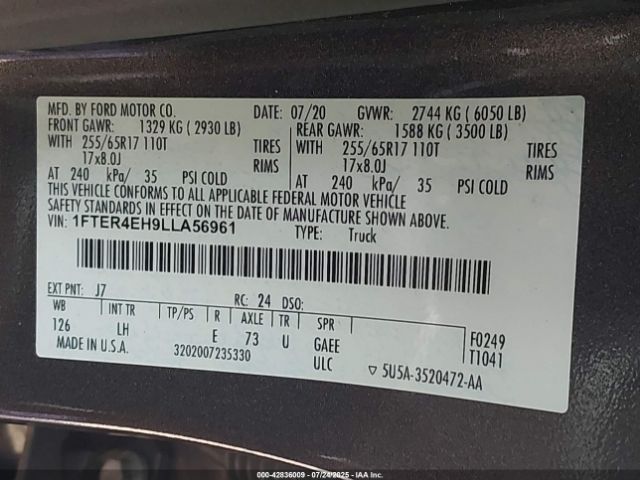 MFD. BY FORD MOTOR CO. DATE: 07/20 GVWR: 2744 KG ( 6050 LB)
FRONT GAWR: 1329 KG ( 2930 LB) REAR GAWR: 1588 KG ( 3500 LB)
WITH 255/65R17 110T TIRES WITH 255/65R17 110T TIRES
17x8.0J RIMS 17x8.0J RIMS
AT 240 kPa/ 35 PSI COLD AT 240 kPa/ 35 PSI COLD
THIS VEHICLE CONFORMS TO ALL APPLICABLE FEDERAL MOTOR VEHICLE
SAFETY STANDARDS IN EFFECT ON THE DATE OF MANUFACTURE SHOWN ABOVE.
VIN: 1FTER4EH9LLA56961 TYPE: Truck
EXT PNT: J7 RC: 24 DSO:
WB INT TR TP/PS R AXLE TR SPR F0249
126 LH E 73 U GAEE T1041
MADE IN U.S.A. 3202007235330 ULC ▽ 5U5A-3520472-AA
000-42836009 - 07/24/2025 - IAAI.COM